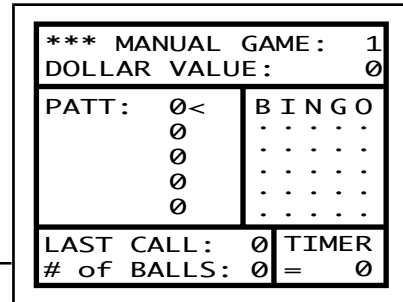 *** MANUAL GAME: 1
DOLLAR VALUE: 0
PATT: 0< B I N G O
0 . . . . .
0 . . . . .
0 . . . . .
0 . . . . .
. . . . .
LAST CALL: 0 TIMER
# of BALLS: 0 = 0